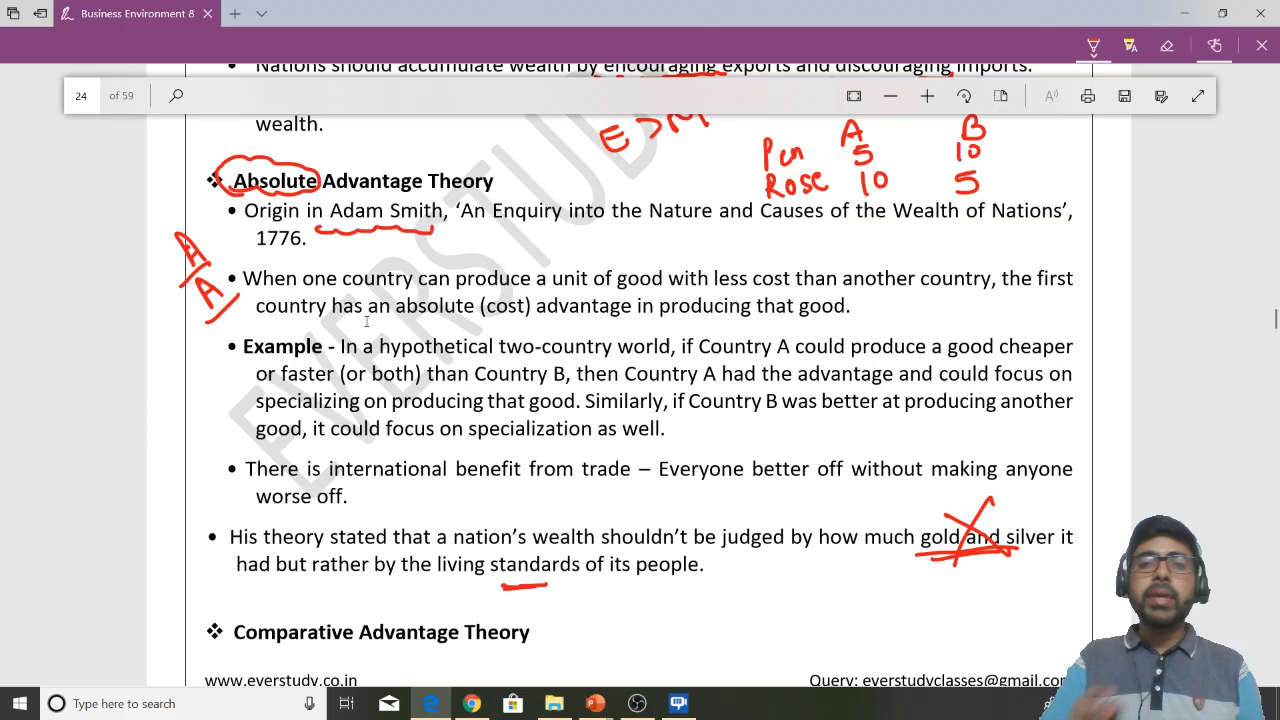 8 UNIT 1.pdf
24 of 59
Nations should accumulate wealth by encouraging exports and discouraging imports.
wealth.
E > M
A B
Pen 5 10
Rose 10 5
❖ Absolute Advantage Theory
• Origin in Adam Smith, ‘An Enquiry into the Nature and Causes of the Wealth of Nations’,
1776.
A
A
• When one country can produce a unit of good with less cost than another country, the first
country has an absolute (cost) advantage in producing that good.
• Example - In a hypothetical two-country world, if Country A could produce a good cheaper
or faster (or both) than Country B, then Country A had the advantage and could focus on
specializing on producing that good. Similarly, if Country B was better at producing another
good, it could focus on specialization as well.
• There is international benefit from trade – Everyone better off without making anyone
worse off.
• His theory stated that a nation’s wealth shouldn’t be judged by how much gold and silver it
had but rather by the living standards of its people.
❖ Comparative Advantage Theory
www.everstudy.co.in Query: everstudyclasses@gmail.com
EVERSTUDY
Type here to search